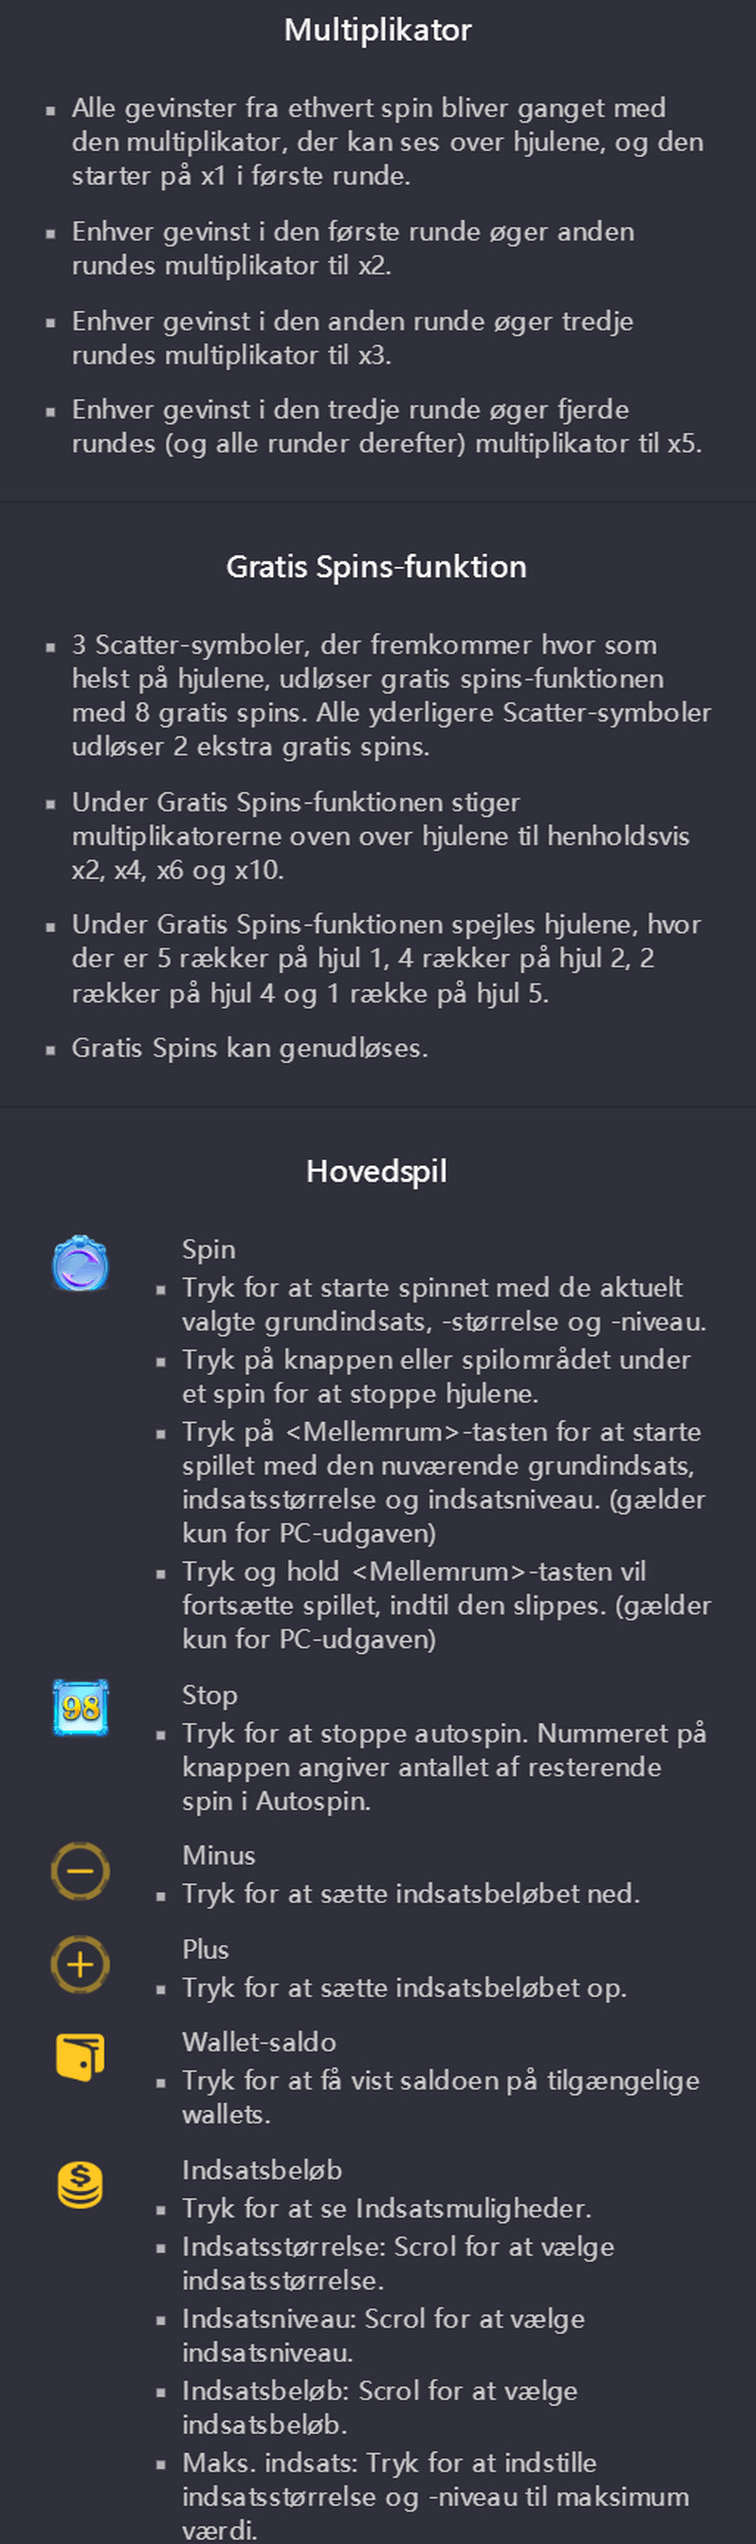 Multiplikator
Alle gevinster fra ethvert spin bliver ganget med
den multiplikator, der kan ses over hjulene, og den
starter på x1 i første runde.
Enhver gevinst i den første runde øger anden
rundes multiplikator til x2.
Enhver gevinst i den anden runde øger tredje
rundes multiplikator til x3.
Enhver gevinst i den tredje runde øger fjerde
rundes (og alle runder derefter) multiplikator til x5.
Gratis Spins-funktion
3 Scatter-symboler, der fremkommer hvor som
helst på hjulene, udløser gratis spins-funktionen
med 8 gratis spins. Alle yderligere Scatter-symboler
udløser 2 ekstra gratis spins.
Under Gratis Spins-funktionen stiger
multiplikatorerne oven over hjulene til henholdsvis
x2, x4, x6 og x10.
Under Gratis Spins-funktionen spejles hjulene, hvor
der er 5 rækker på hjul 1, 4 rækker på hjul 2, 2
rækker på hjul 4 og 1 række på hjul 5.
Gratis Spins kan genudløses.
Hovedspil
Spin
Tryk for at starte spinnet med de aktuelt
valgte grundindsats, -størrelse og -niveau.
Tryk på knappen eller spilområdet under
et spin for at stoppe hjulene.
Tryk på <Mellemrum>-tasten for at starte
spillet med den nuværende grundindsats,
indsatsstørrelse og indsatsniveau. (gælder
kun for PC-udgaven)
Tryk og hold <Mellemrum>-tasten vil
fortsætte spillet, indtil den slippes. (gælder
kun for PC-udgaven)
98
Stop
Tryk for at stoppe autospin. Nummeret på
knappen angiver antallet af resterende
spin i Autospin.
Minus
Tryk for at sætte indsatsbeløbet ned.
Plus
Tryk for at sætte indsatsbeløbet op.
Wallet-saldo
Tryk for at få vist saldoen på tilgængelige
wallets.
Indsatsbeløb
Tryk for at se Indsatsmuligheder.
Indsatsstørrelse: Scrol for at vælge
indsatsstørrelse.
Indsatsniveau: Scrol for at vælge
indsatsniveau.
Indsatsbeløb: Scrol for at vælge
indsatsbeløb.
Maks. indsats: Tryk for at indstille
indsatsstørrelse og -niveau til maksimum
værdi.